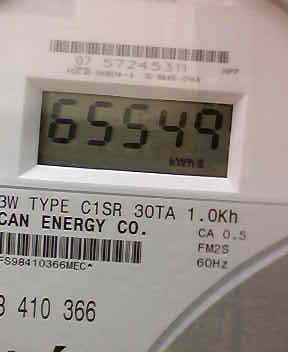 07 57245311
65549
kWh
3W TYPE C1SR 30TA 1.0Kh
CAN ENERGY CO.
CA 0.5
FM2S
FS98410366MEC*
60Hz
3 410 366